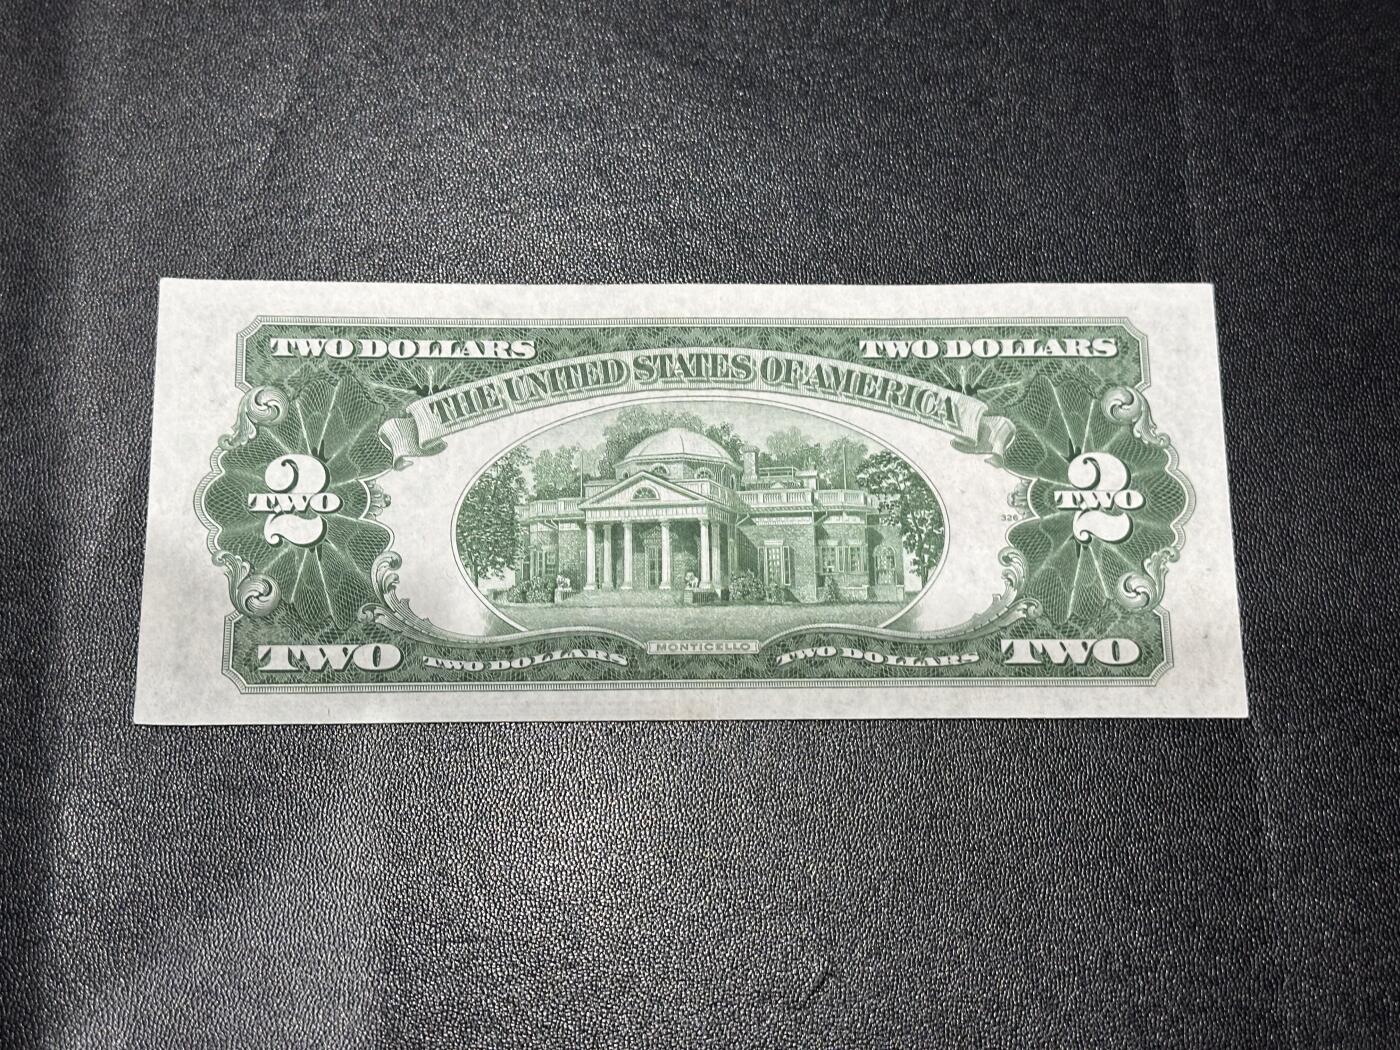 TWO DOLLARS TWO DOLLARS
THE UNITED STATES OF AMERICA
2 2
TWO TWO
326
MONTICELLO
TWO TWO DOLLARS TWO DOLLARS TWO